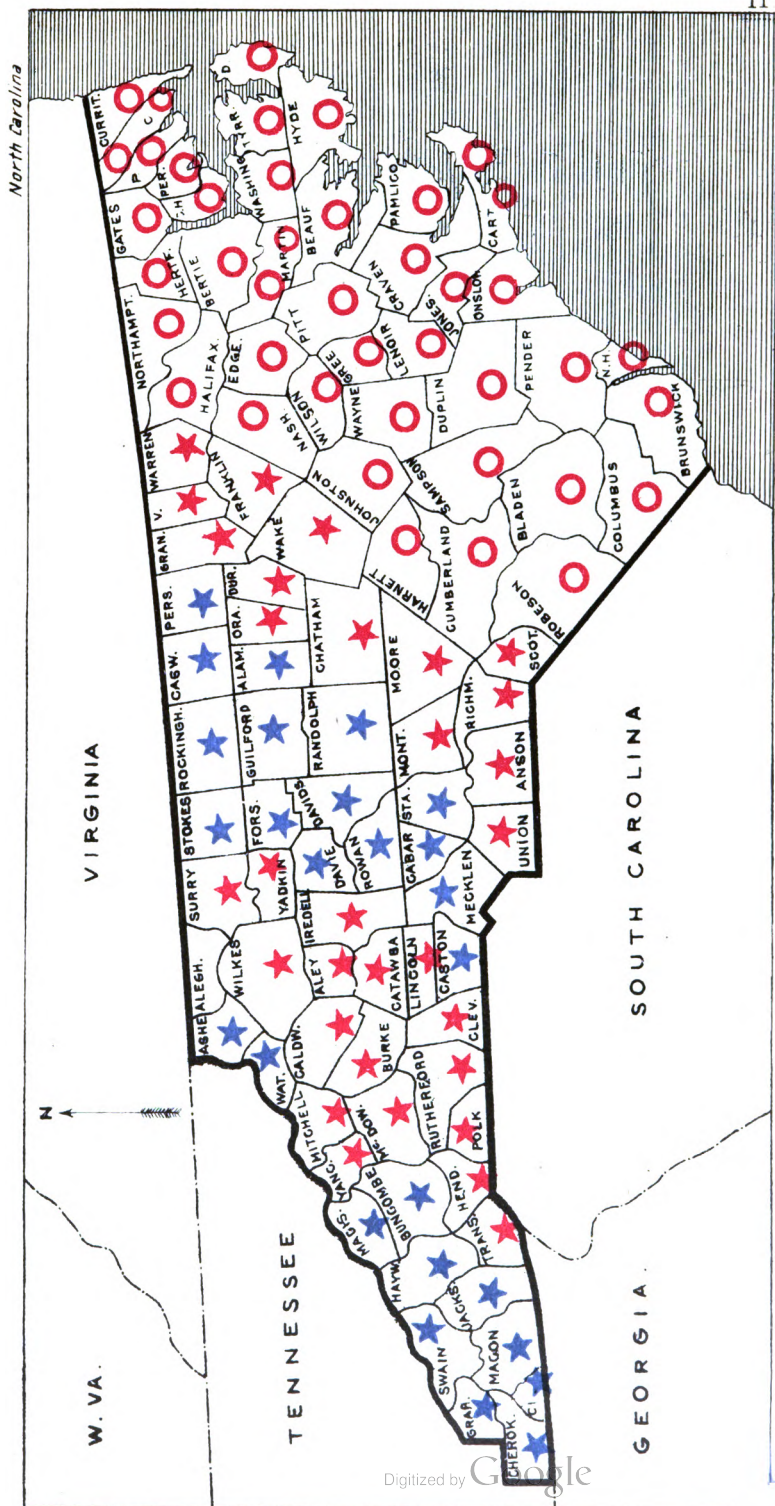 11
North Carolina
VIRGINIA
W. VA.
TENNESSEE
SOUTH CAROLINA
GEORGIA.
N
CURRIT.
C
P
PER.
GATES
HERTF.
BERTIE
NORTHAMPT.
HALIFAX.
WARREN
V.
GRAN.
PERS.
CASW.
ROCKINGH.
STOKES
SURRY
ALEGH.
ASHE
D
TYRR.
HYDE
WASHING.
MARTIN
BEAUF
PAMLICO
CART
CRAVEN
JONES.
ONSLOW
PITT
EDGE.
GREE
LENOIR
NASH.
WILSON
WAYNE
DUPLIN
PENDER
N.H.
BRUNSWICK
FRANKLIN
JOHNSTON
SAMPSON
BLADEN
COLUMBUS
WAKE
HARNETT
CUMBERLAND
ROBESON
DUR.
ORA.
ALAM.
CHATHAM
MOORE
SCOT.
RICHM.
GUILFORD
RANDOLPH
MONT.
ANSON
FORS.
DAVIDS.
STA.
UNION
YADKIN
DAVIE
ROWAN
CABAR
MECKLEN
WILKES
IREDELL
ALEX
CATAWBA
LINCOLN
GASTON
WAT.
CALDW.
BURKE
CLEV.
MITCHELL
Mc DOW.
RUTHERFORD
POLK
YANC.
MADIS.
BUNCOMBE
HEND.
HAYW.
TRANS.
JACKS.
SWAIN
MACON
GRAH.
CL
CHEROK.
Digitized by Google